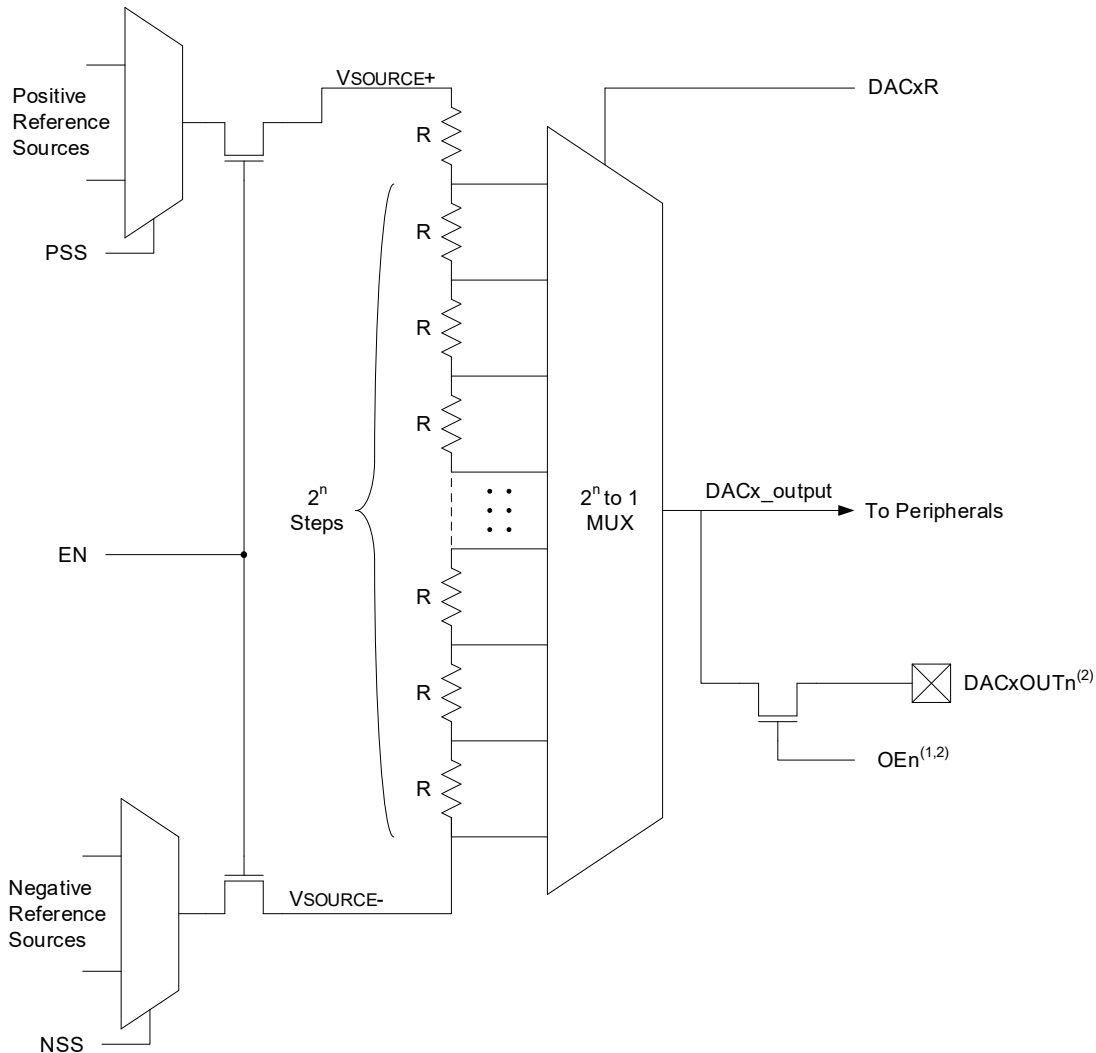 VSOURCE+
DACxR
Positive
Reference
Sources
R
R
PSS
R
R
2ⁿ
Steps
2ⁿ to 1
MUX
DACx_output
To Peripherals
EN
R
R
DACxOUTn⁽²⁾
OEn⁽¹,²⁾
R
Negative
Reference
Sources
VSOURCE-
NSS